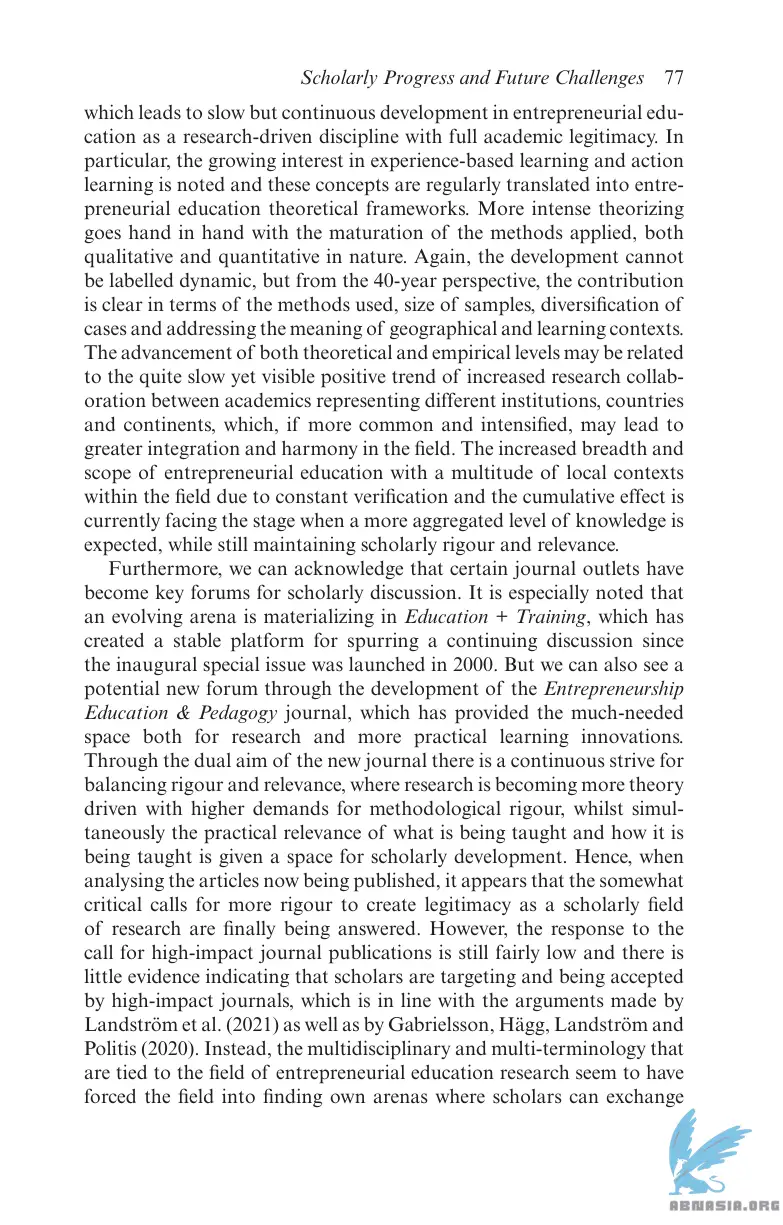 Scholarly Progress and Future Challenges 77
which leads to slow but continuous development in entrepreneurial edu-
cation as a research-driven discipline with full academic legitimacy. In
particular, the growing interest in experience-based learning and action
learning is noted and these concepts are regularly translated into entre-
preneurial education theoretical frameworks. More intense theorizing
goes hand in hand with the maturation of the methods applied, both
qualitative and quantitative in nature. Again, the development cannot
be labelled dynamic, but from the 40-year perspective, the contribution
is clear in terms of the methods used, size of samples, diversification of
cases and addressing the meaning of geographical and learning contexts.
The advancement of both theoretical and empirical levels may be related
to the quite slow yet visible positive trend of increased research collab-
oration between academics representing different institutions, countries
and continents, which, if more common and intensified, may lead to
greater integration and harmony in the field. The increased breadth and
scope of entrepreneurial education with a multitude of local contexts
within the field due to constant verification and the cumulative effect is
currently facing the stage when a more aggregated level of knowledge is
expected, while still maintaining scholarly rigour and relevance.
Furthermore, we can acknowledge that certain journal outlets have
become key forums for scholarly discussion. It is especially noted that
an evolving arena is materializing in Education + Training, which has
created a stable platform for spurring a continuing discussion since
the inaugural special issue was launched in 2000. But we can also see a
potential new forum through the development of the Entrepreneurship
Education & Pedagogy journal, which has provided the much-needed
space both for research and more practical learning innovations.
Through the dual aim of the new journal there is a continuous strive for
balancing rigour and relevance, where research is becoming more theory
driven with higher demands for methodological rigour, whilst simul-
taneously the practical relevance of what is being taught and how it is
being taught is given a space for scholarly development. Hence, when
analysing the articles now being published, it appears that the somewhat
critical calls for more rigour to create legitimacy as a scholarly field
of research are finally being answered. However, the response to the
call for high-impact journal publications is still fairly low and there is
little evidence indicating that scholars are targeting and being accepted
by high-impact journals, which is in line with the arguments made by
Landström et al. (2021) as well as by Gabrielsson, Hägg, Landström and
Politis (2020). Instead, the multidisciplinary and multi-terminology that
are tied to the field of entrepreneurial education research seem to have
forced the field into finding own arenas where scholars can exchange
ABNASIA.ORG